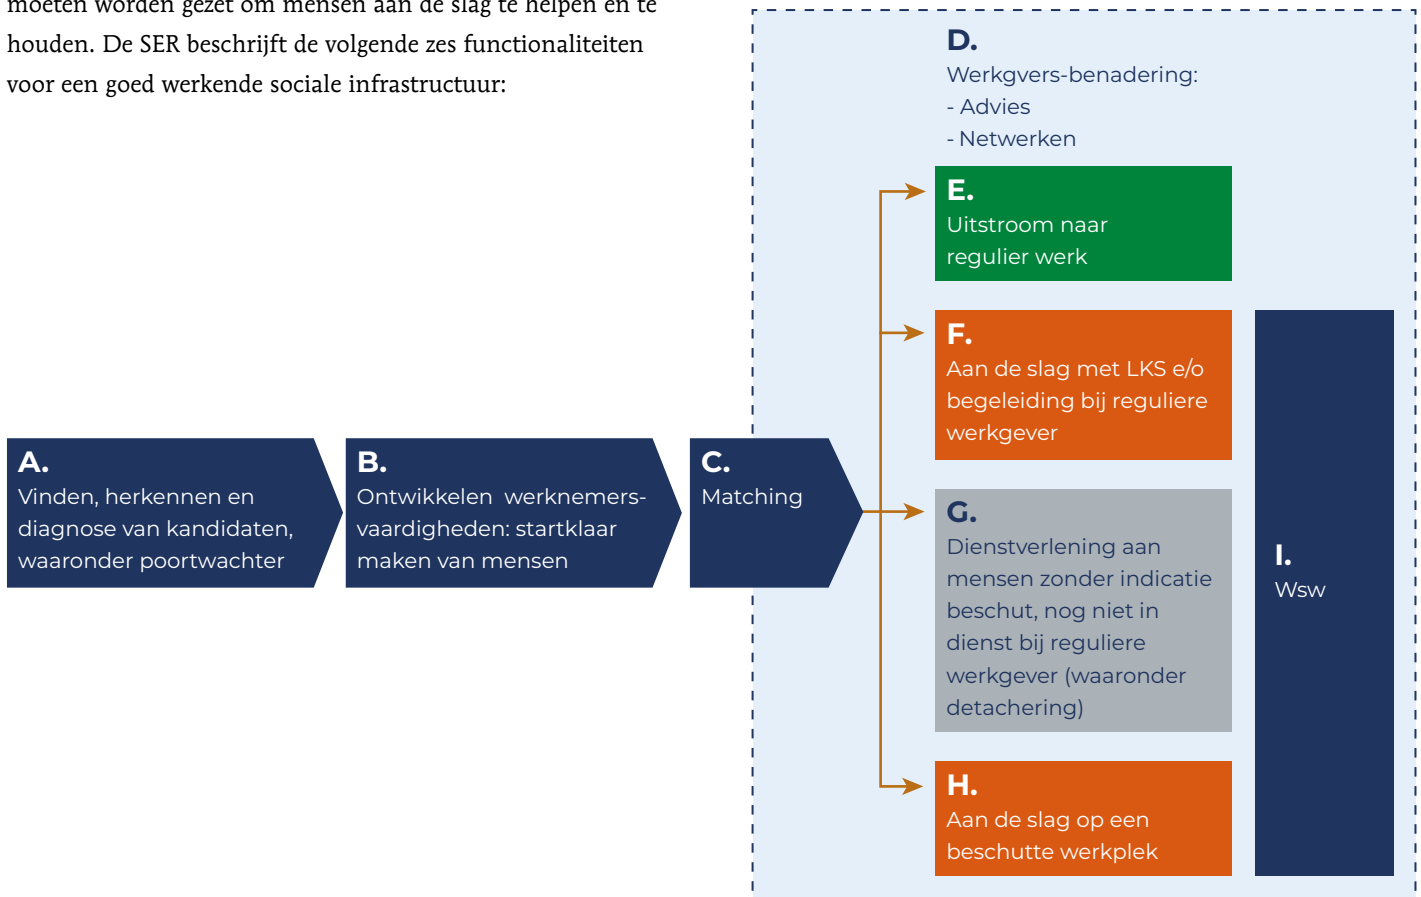 moeten worden gezet om mensen aan de slag te helpen en te
houden. De SER beschrijft de volgende zes functionaliteiten
voor een goed werkende sociale infrastructuur:
A.
Vinden, herkennen en
diagnose van kandidaten,
waaronder poortwachter
B.
Ontwikkelen werknemers-
vaardigheden: startklaar
maken van mensen
C.
Matching
D.
Werkgvers-benadering:
- Advies
- Netwerken
E.
Uitstroom naar
regulier werk
F.
Aan de slag met LKS e/o
begeleiding bij reguliere
werkgever
G.
Dienstverlening aan
mensen zonder indicatie
beschut, nog niet in
dienst bij reguliere
werkgever (waaronder
detachering)
H.
Aan de slag op een
beschutte werkplek
I.
Wsw